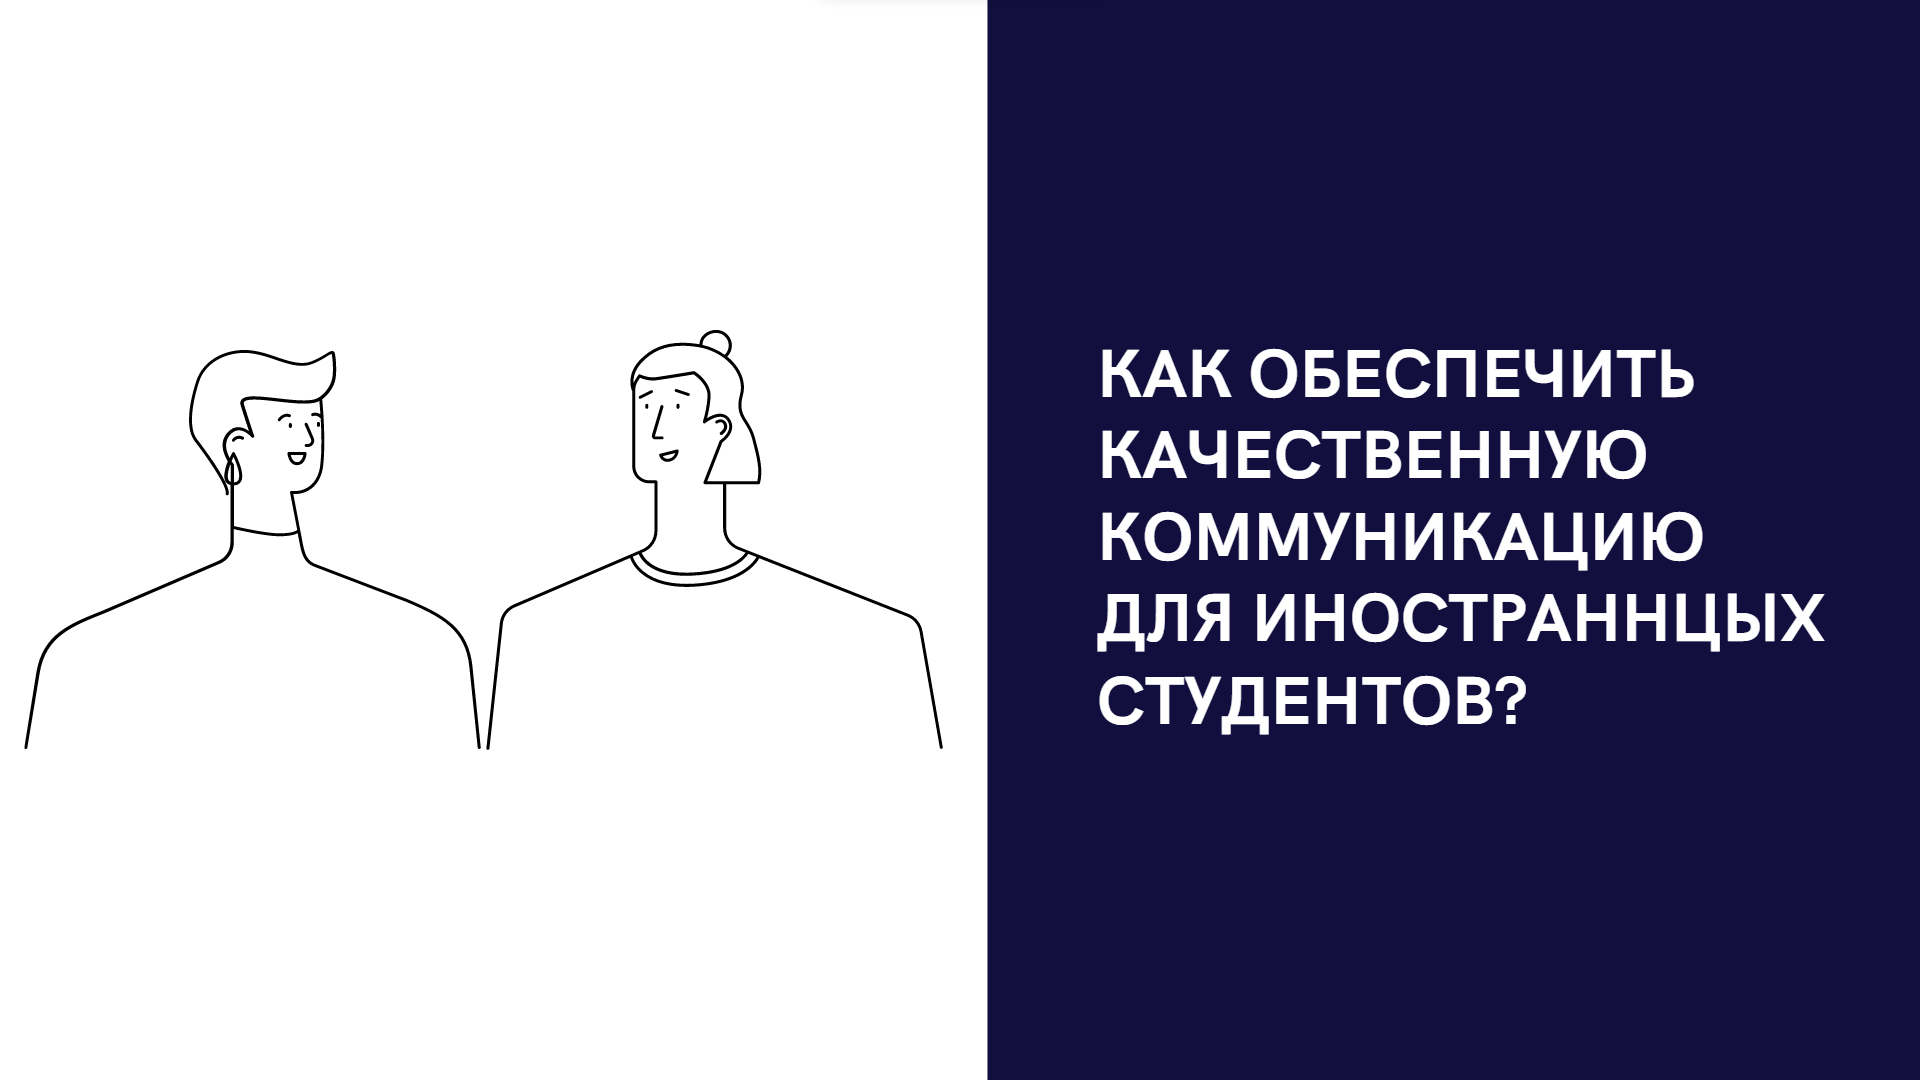 КАК ОБЕСПЕЧИТЬ
КАЧЕСТВЕННУЮ
КОММУНИКАЦИЮ
ДЛЯ ИНОСТРАННЦЫХ
СТУДЕНТОВ?